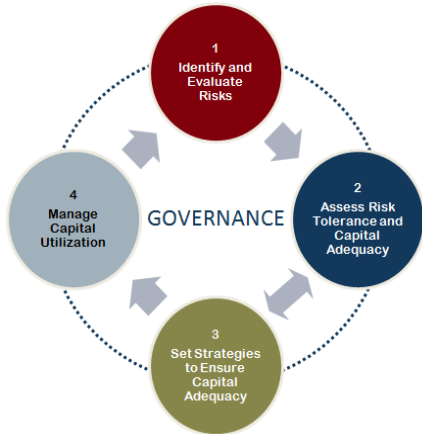 1
Identify and
Evaluate
Risks
2
Assess Risk
Tolerance and
Capital
Adequacy
3
Set Strategies
to Ensure
Capital
Adequacy
4
Manage
Capital
Utilization
GOVERNANCE